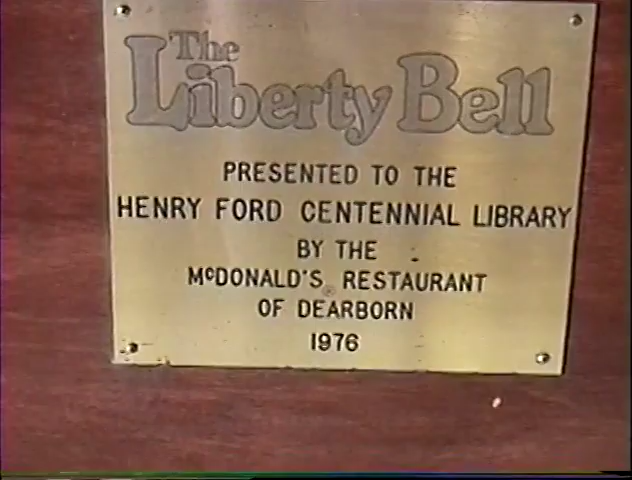 The
Liberty Bell
PRESENTED TO THE
HENRY FORD CENTENNIAL LIBRARY
BY THE
McDONALD'S RESTAURANT
OF DEARBORN
1976